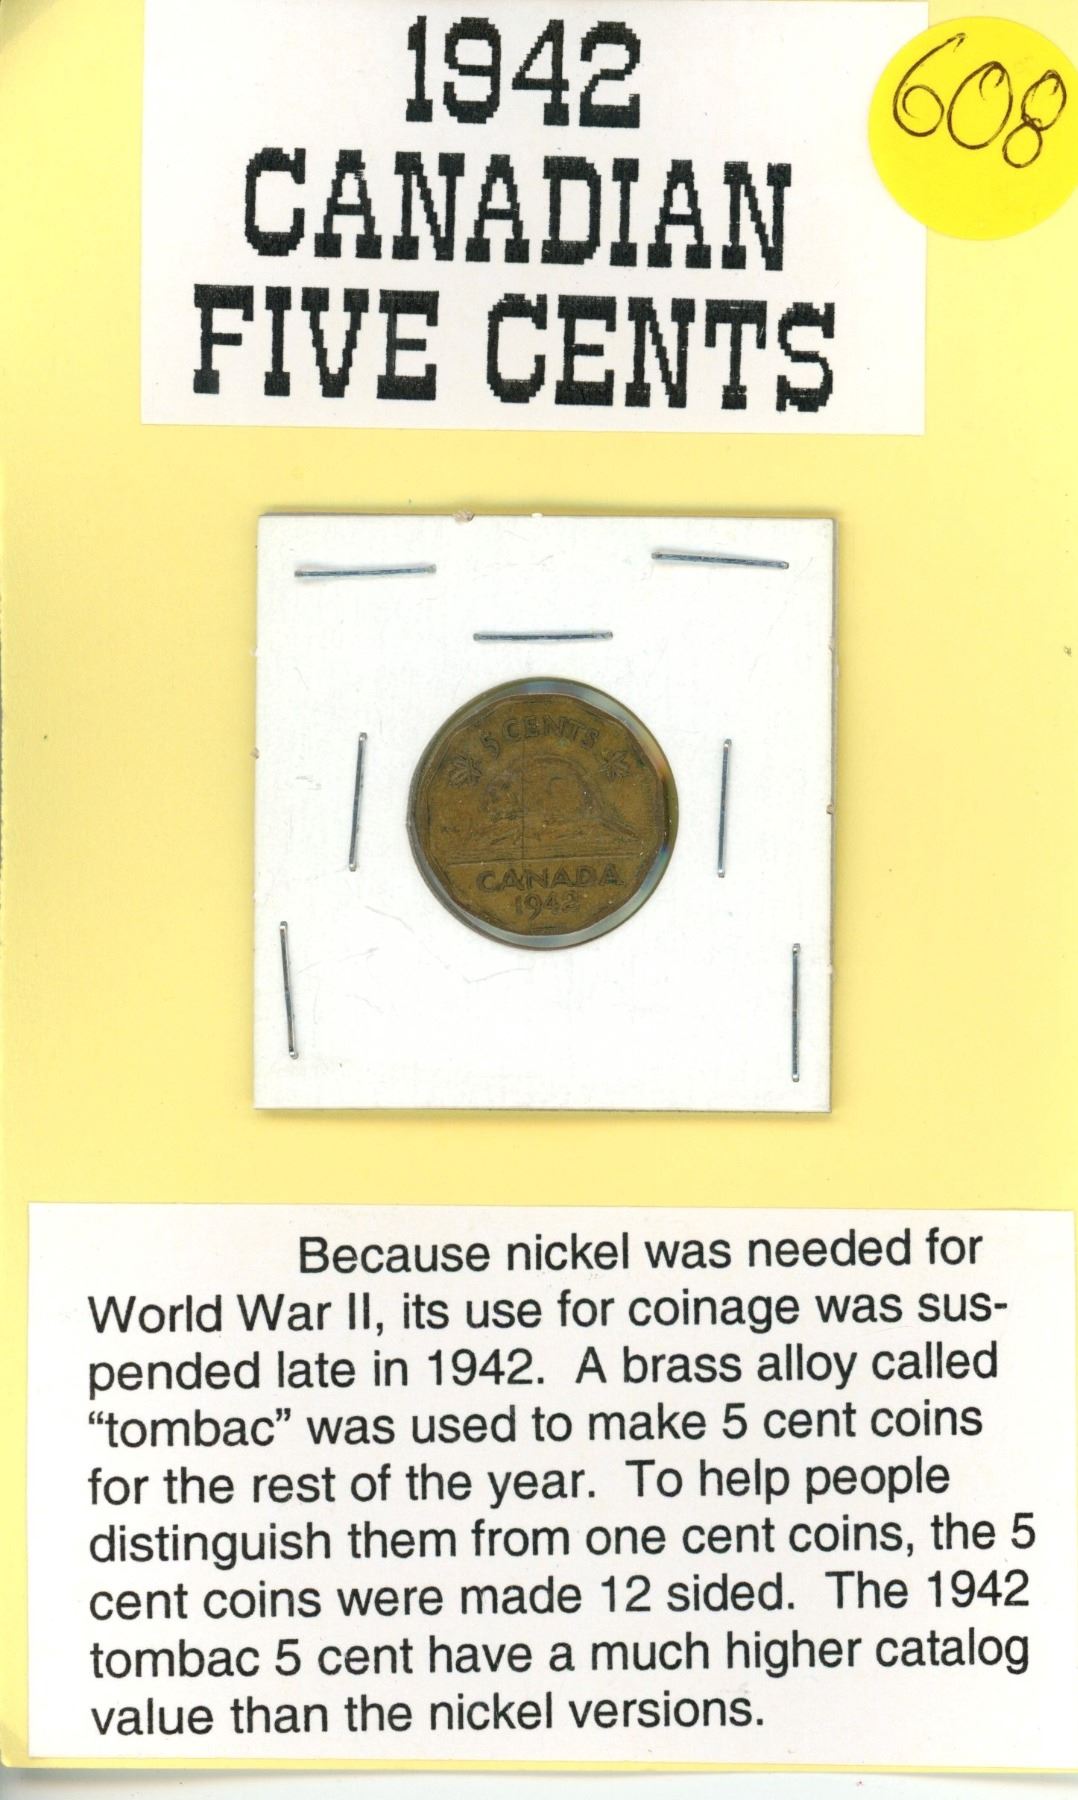 1942
CANADIAN
FIVE CENTS
608
5 CENTS
CANADA
1942
Because nickel was needed for
World War II, its use for coinage was sus-
pended late in 1942. A brass alloy called
“tombac” was used to make 5 cent coins
for the rest of the year. To help people
distinguish them from one cent coins, the 5
cent coins were made 12 sided. The 1942
tombac 5 cent have a much higher catalog
value than the nickel versions.